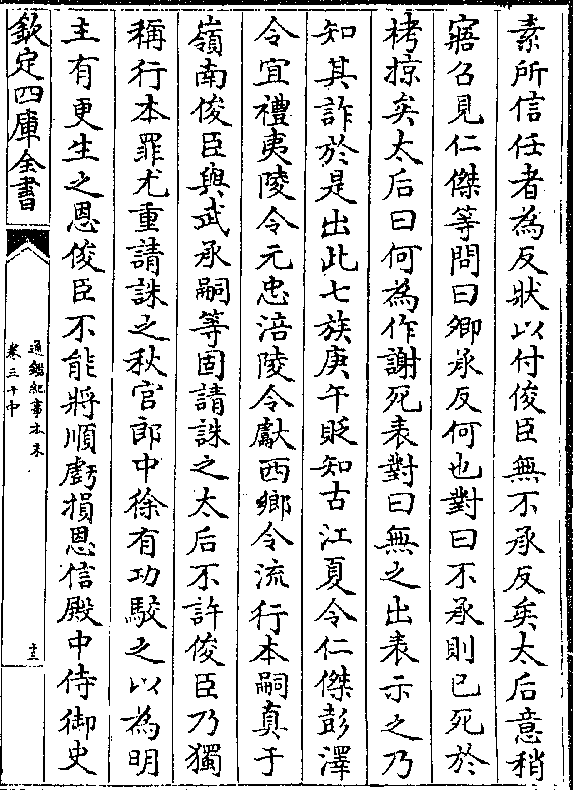 素所信任者為反狀以付俊臣無不承反矣太后意稍
寤召見仁傑等問曰卿承反何也對曰不承則已死於
栲掠矣太后曰何為作謝死表對曰無之出表示之乃
知其詐於是出此七族庚午貶知古江夏令仁傑彭澤
令宜禮夷陵令元忠涪陵令獻西鄉令流行本嗣真于
嶺南俊臣與武承嗣等固請誅之太后不許俊臣乃獨
稱行本罪尤重請誅之秋官郎中徐有功駮之以為明
主有更生之恩俊臣不能將順虧損恩信殿中侍御史
欽定四庫全書
通鑑紀事本末
卷三十中
十三